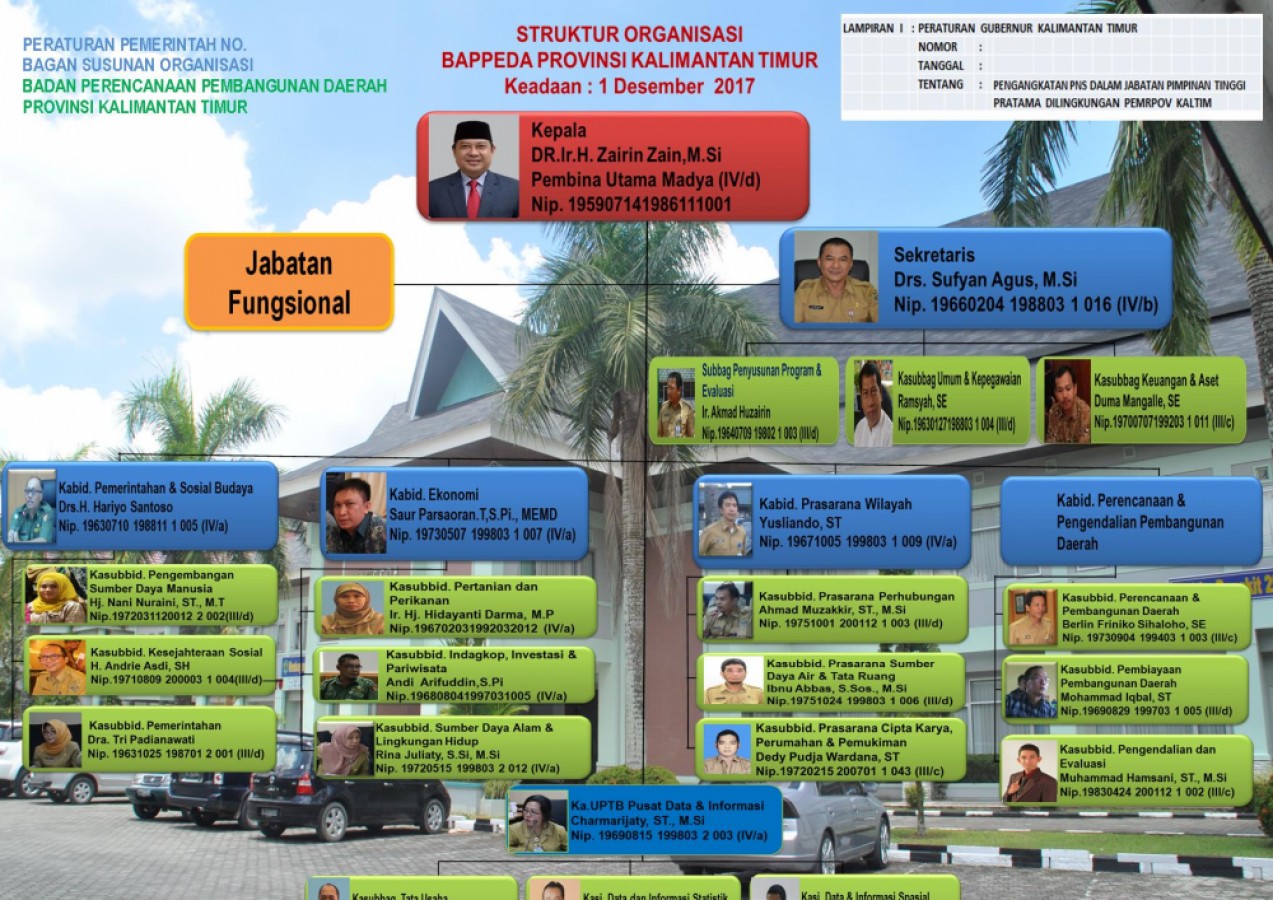 PERATURAN PEMERINTAH NO.
BAGAN SUSUNAN ORGANISASI
BADAN PERENCANAAN PEMBANGUNAN DAERAH
PROVINSI KALIMANTAN TIMUR
STRUKTUR ORGANISASI
BAPPEDA PROVINSI KALIMANTAN TIMUR
Keadaan : 1 Desember 2017
LAMPIRAN I : PERATURAN GUBERNUR KALIMANTAN TIMUR
NOMOR :
TANGGAL :
TENTANG : PENGANGKATAN PNS DALAM JABATAN PIMPINAN TINGGI
PRATAMA DILINGKUNGAN PEMRPOV KALTIM
Kepala
DR.Ir.H. Zairin Zain,M.Si
Pembina Utama Madya (IV/d)
Nip. 195907141986111001
Jabatan
Fungsional
Sekretaris
Drs. Sufyan Agus, M.Si
Nip. 19660204 198803 1 016 (IV/b)
Subbag Penyusunan Program &
Evaluasi
Ir. Akmad Huzairin
Nip.19640709 19802 1 003 (III/d)
Kasubbag Umum & Kepegawaian
Ramsyah, SE
Nip.19630127198803 1 004 (III/d)
Kasubbag Keuangan & Aset
Duma Mangalle, SE
Nip.19700707199203 1 011 (III/c)
Kabid. Pemerintahan & Sosial Budaya
Drs.H. Hariyo Santoso
Nip. 19630710 198811 1 005 (IV/a)
Kabid. Ekonomi
Saur Parsaoran.T,S.Pi., MEMD
Nip. 19730507 199803 1 007 (IV/a)
Kabid. Prasarana Wilayah
Yusliando, ST
Nip. 19671005 199803 1 009 (IV/a)
Kabid. Perencanaan &
Pengendalian Pembangunan
Daerah
Kasubbid. Pengembangan
Sumber Daya Manusia
Hj. Nani Nuraini, ST., M.T
Nip.1972031120012 2 002(III/d)
Kasubbid. Kesejahteraan Sosial
H. Andrie Asdi, SH
Nip.19710809 200003 1 004(III/d)
Kasubbid. Pemerintahan
Dra. Tri Padianawati
Nip. 19631025 198701 2 001 (III/d)
Kasubbid. Pertanian dan
Perikanan
Ir. Hj. Hidayanti Darma, M.P
Nip.196702031992032012 (IV/a)
Kasubbid. Indagkop, Investasi &
Pariwisata
Andi Arifuddin,S.Pi
Nip.196808041997031005 (IV/a)
Kasubbid. Sumber Daya Alam &
Lingkungan Hidup
Rina Juliaty, S.Si, M.Si
Nip.19720515 199803 2 012 (IV/a)
Kasubbid. Prasarana Perhubungan
Ahmad Muzakkir, ST., M.Si
Nip.19751001 200112 1 003 (III/d)
Kasubbid. Prasarana Sumber
Daya Air & Tata Ruang
Ibnu Abbas, S.Sos., M.Si
Nip.19751024 199803 1 006 (III/d)
Kasubbid. Prasarana Cipta Karya,
Perumahan & Pemukiman
Dedy Pudja Wardana, ST
Nip.19720215 200701 1 043 (III/c)
Kasubbid. Perencanaan &
Pembangunan Daerah
Berlin Friniko Sihaloho, SE
Nip. 19730904 199403 1 003 (III/c)
Kasubbid. Pembiayaan
Pembangunan Daerah
Mohammad Iqbal, ST
Nip.19690829 199703 1 005 (III/d)
Kasubbid. Pengendalian dan
Evaluasi
Muhammad Hamsani, ST., M.Si
Nip.19830424 200112 1 002 (III/c)
Ka.UPTB Pusat Data & Informasi
Charmarijaty, ST., M.Si
Nip. 19690815 199803 2 003 (IV/a)
Kasubbag. Tata Usaha
Kasi. Data dan Informasi Statistik
Kasi. Data & Informasi Spasial